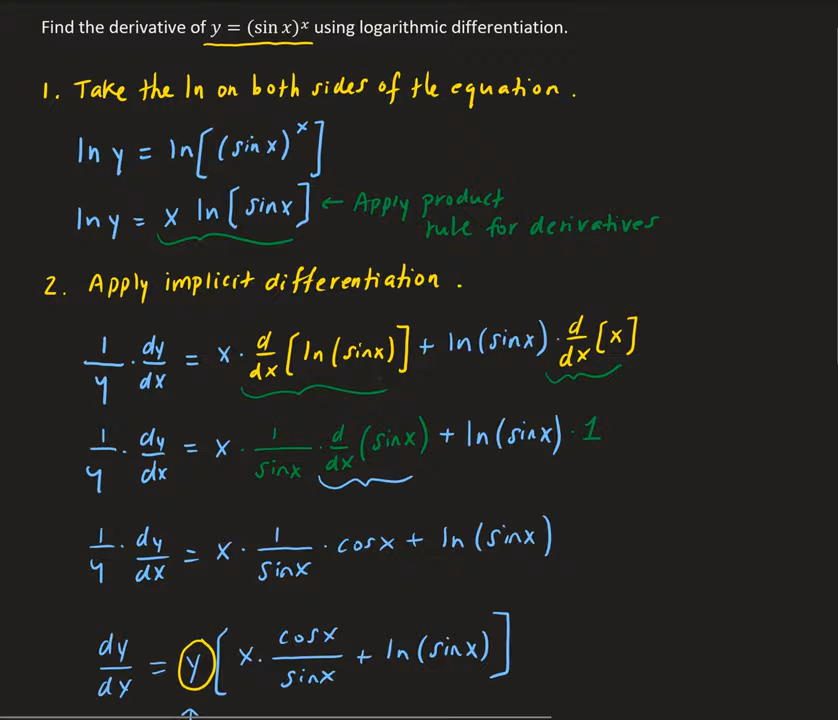 Find the derivative of y = (sin x)ˣ using logarithmic differentiation.
1. Take the ln on both sides of the equation.
ln y = ln[(sin x)ˣ]
ln y = x ln[sin x] ← Apply product
rule for derivatives
2. Apply implicit differentiation.
1/y · dy/dx = x · d/dx [ln(sin x)] + ln(sin x) · d/dx [x]
1/y · dy/dx = x · 1/sin x · d/dx (sin x) + ln(sin x) · 1
1/y · dy/dx = x · 1/sin x · cos x + ln(sin x)
dy/dx = y [x · cos x/sin x + ln(sin x)]